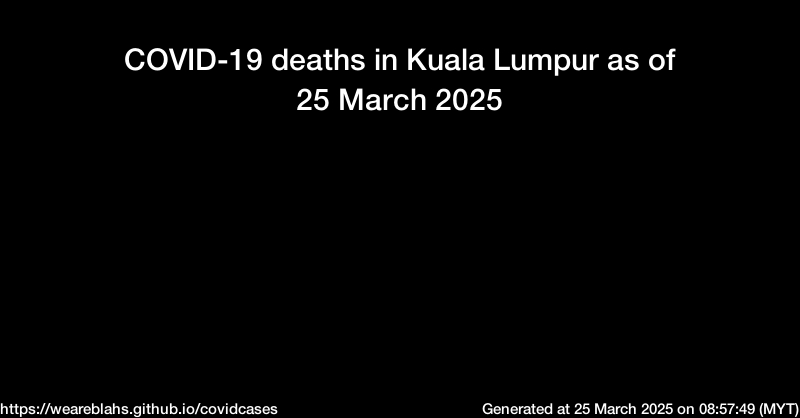 COVID-19 deaths in Kuala Lumpur as of
25 March 2025
https://weareblahs.github.io/covidcases
Generated at 25 March 2025 on 08:57:49 (MYT)